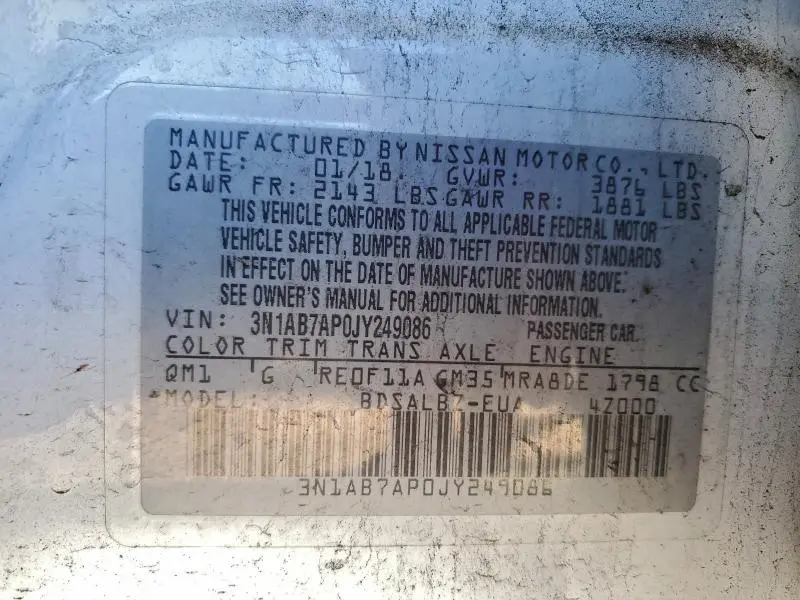 MANUFACTURED BY NISSAN MOTOR CO., LTD.
DATE: 01/18 GVWR: 3876 LBS
GAWR FR: 2143 LBS GAWR RR: 1881 LBS
THIS VEHICLE CONFORMS TO ALL APPLICABLE FEDERAL MOTOR
VEHICLE SAFETY, BUMPER AND THEFT PREVENTION STANDARDS
IN EFFECT ON THE DATE OF MANUFACTURE SHOWN ABOVE.
SEE OWNER'S MANUAL FOR ADDITIONAL INFORMATION.
VIN: 3N1AB7AP0JY249086 PASSENGER CAR.
COLOR TRIM TRANS AXLE ENGINE
QM1 G RE0F11A GM35 MRA8DE 1798 CC
MODEL: BDSALBZ-EUA 4Z000
3N1AB7AP0JY249086